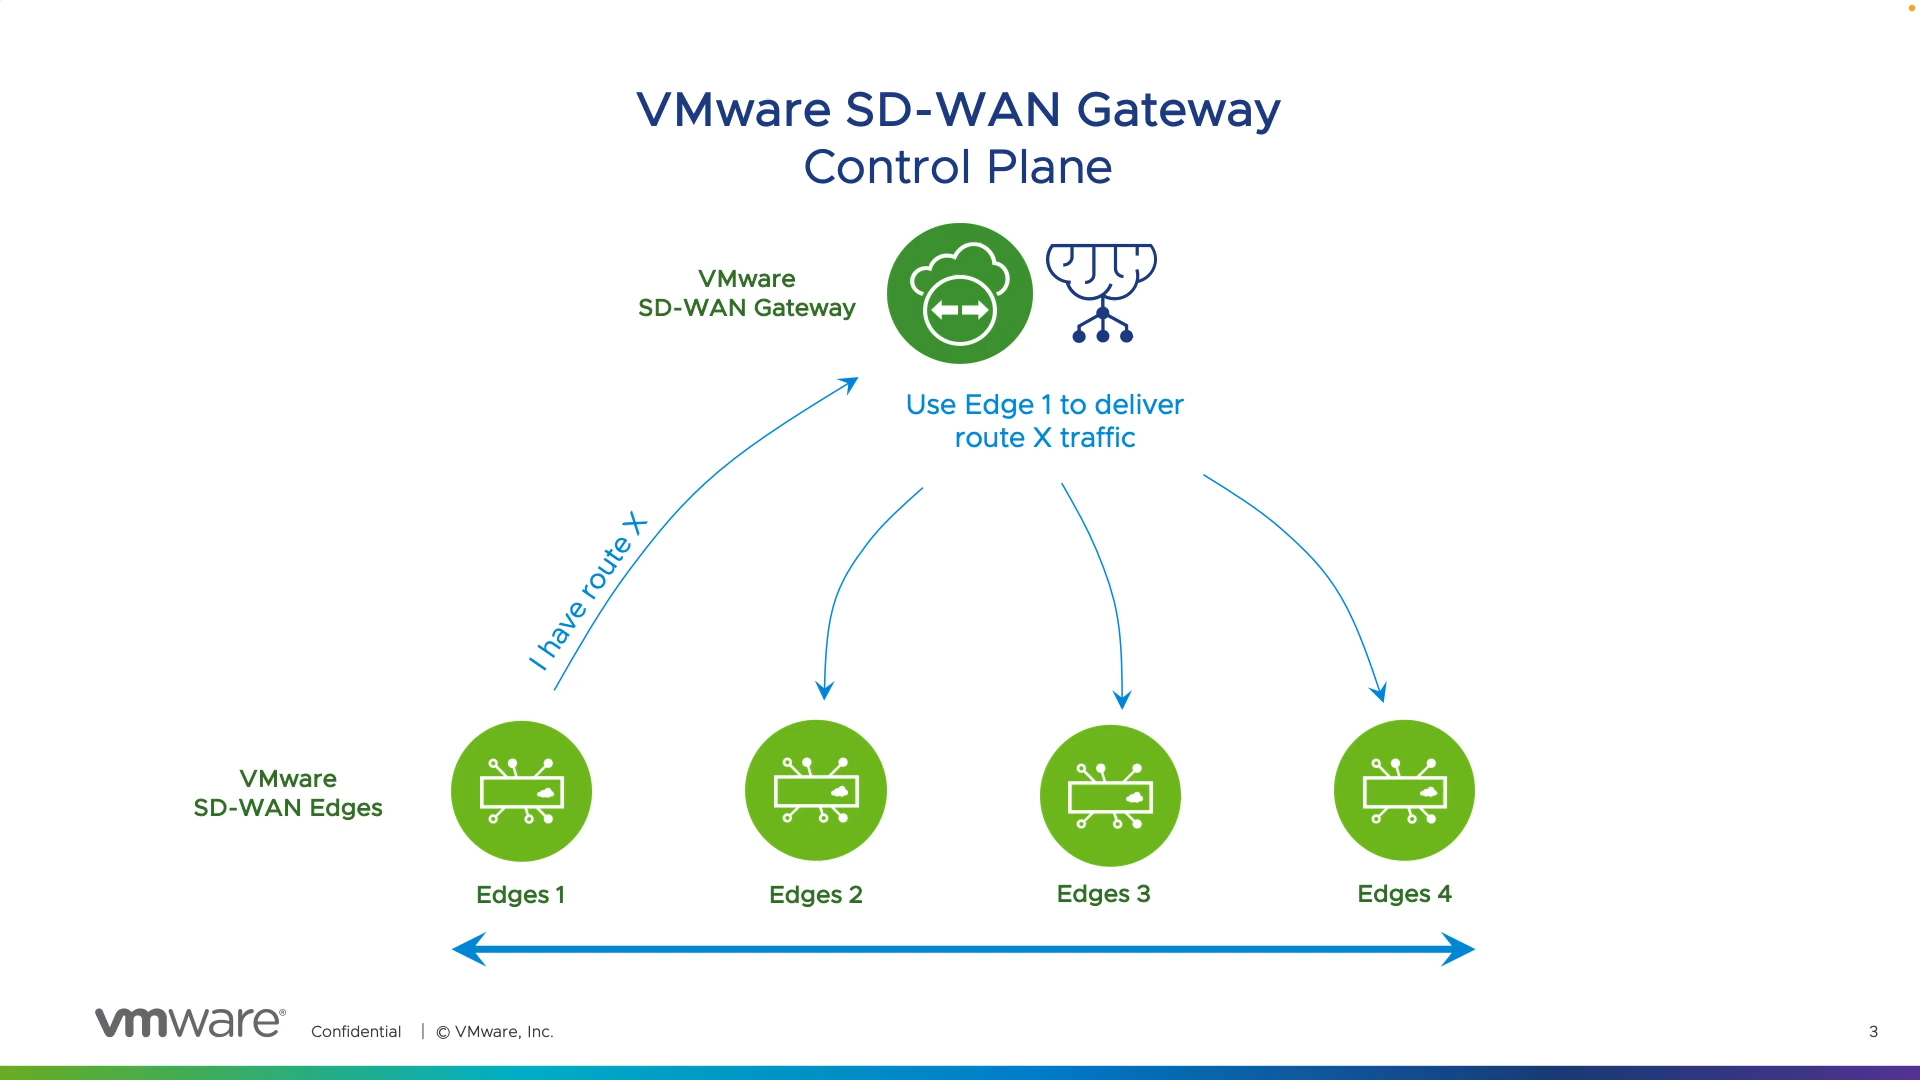 VMware SD-WAN Gateway
Control Plane
VMware
SD-WAN Gateway
Use Edge 1 to deliver
route X traffic
I have route X
VMware
SD-WAN Edges
Edges 1
Edges 2
Edges 3
Edges 4
vmware®
Confidential | © VMware, Inc.
3